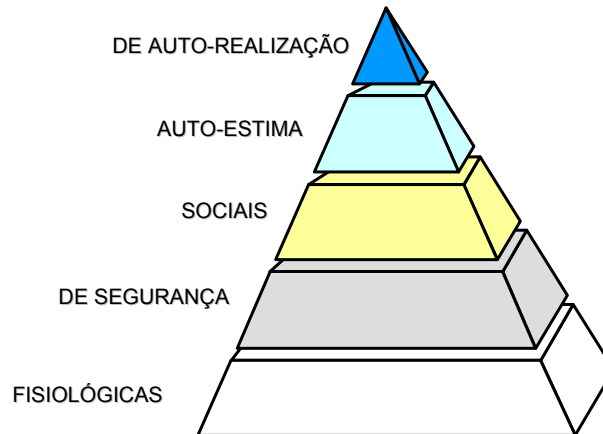 DE AUTO-REALIZAÇÃO
AUTO-ESTIMA
SOCIAIS
DE SEGURANÇA
FISIOLÓGICAS